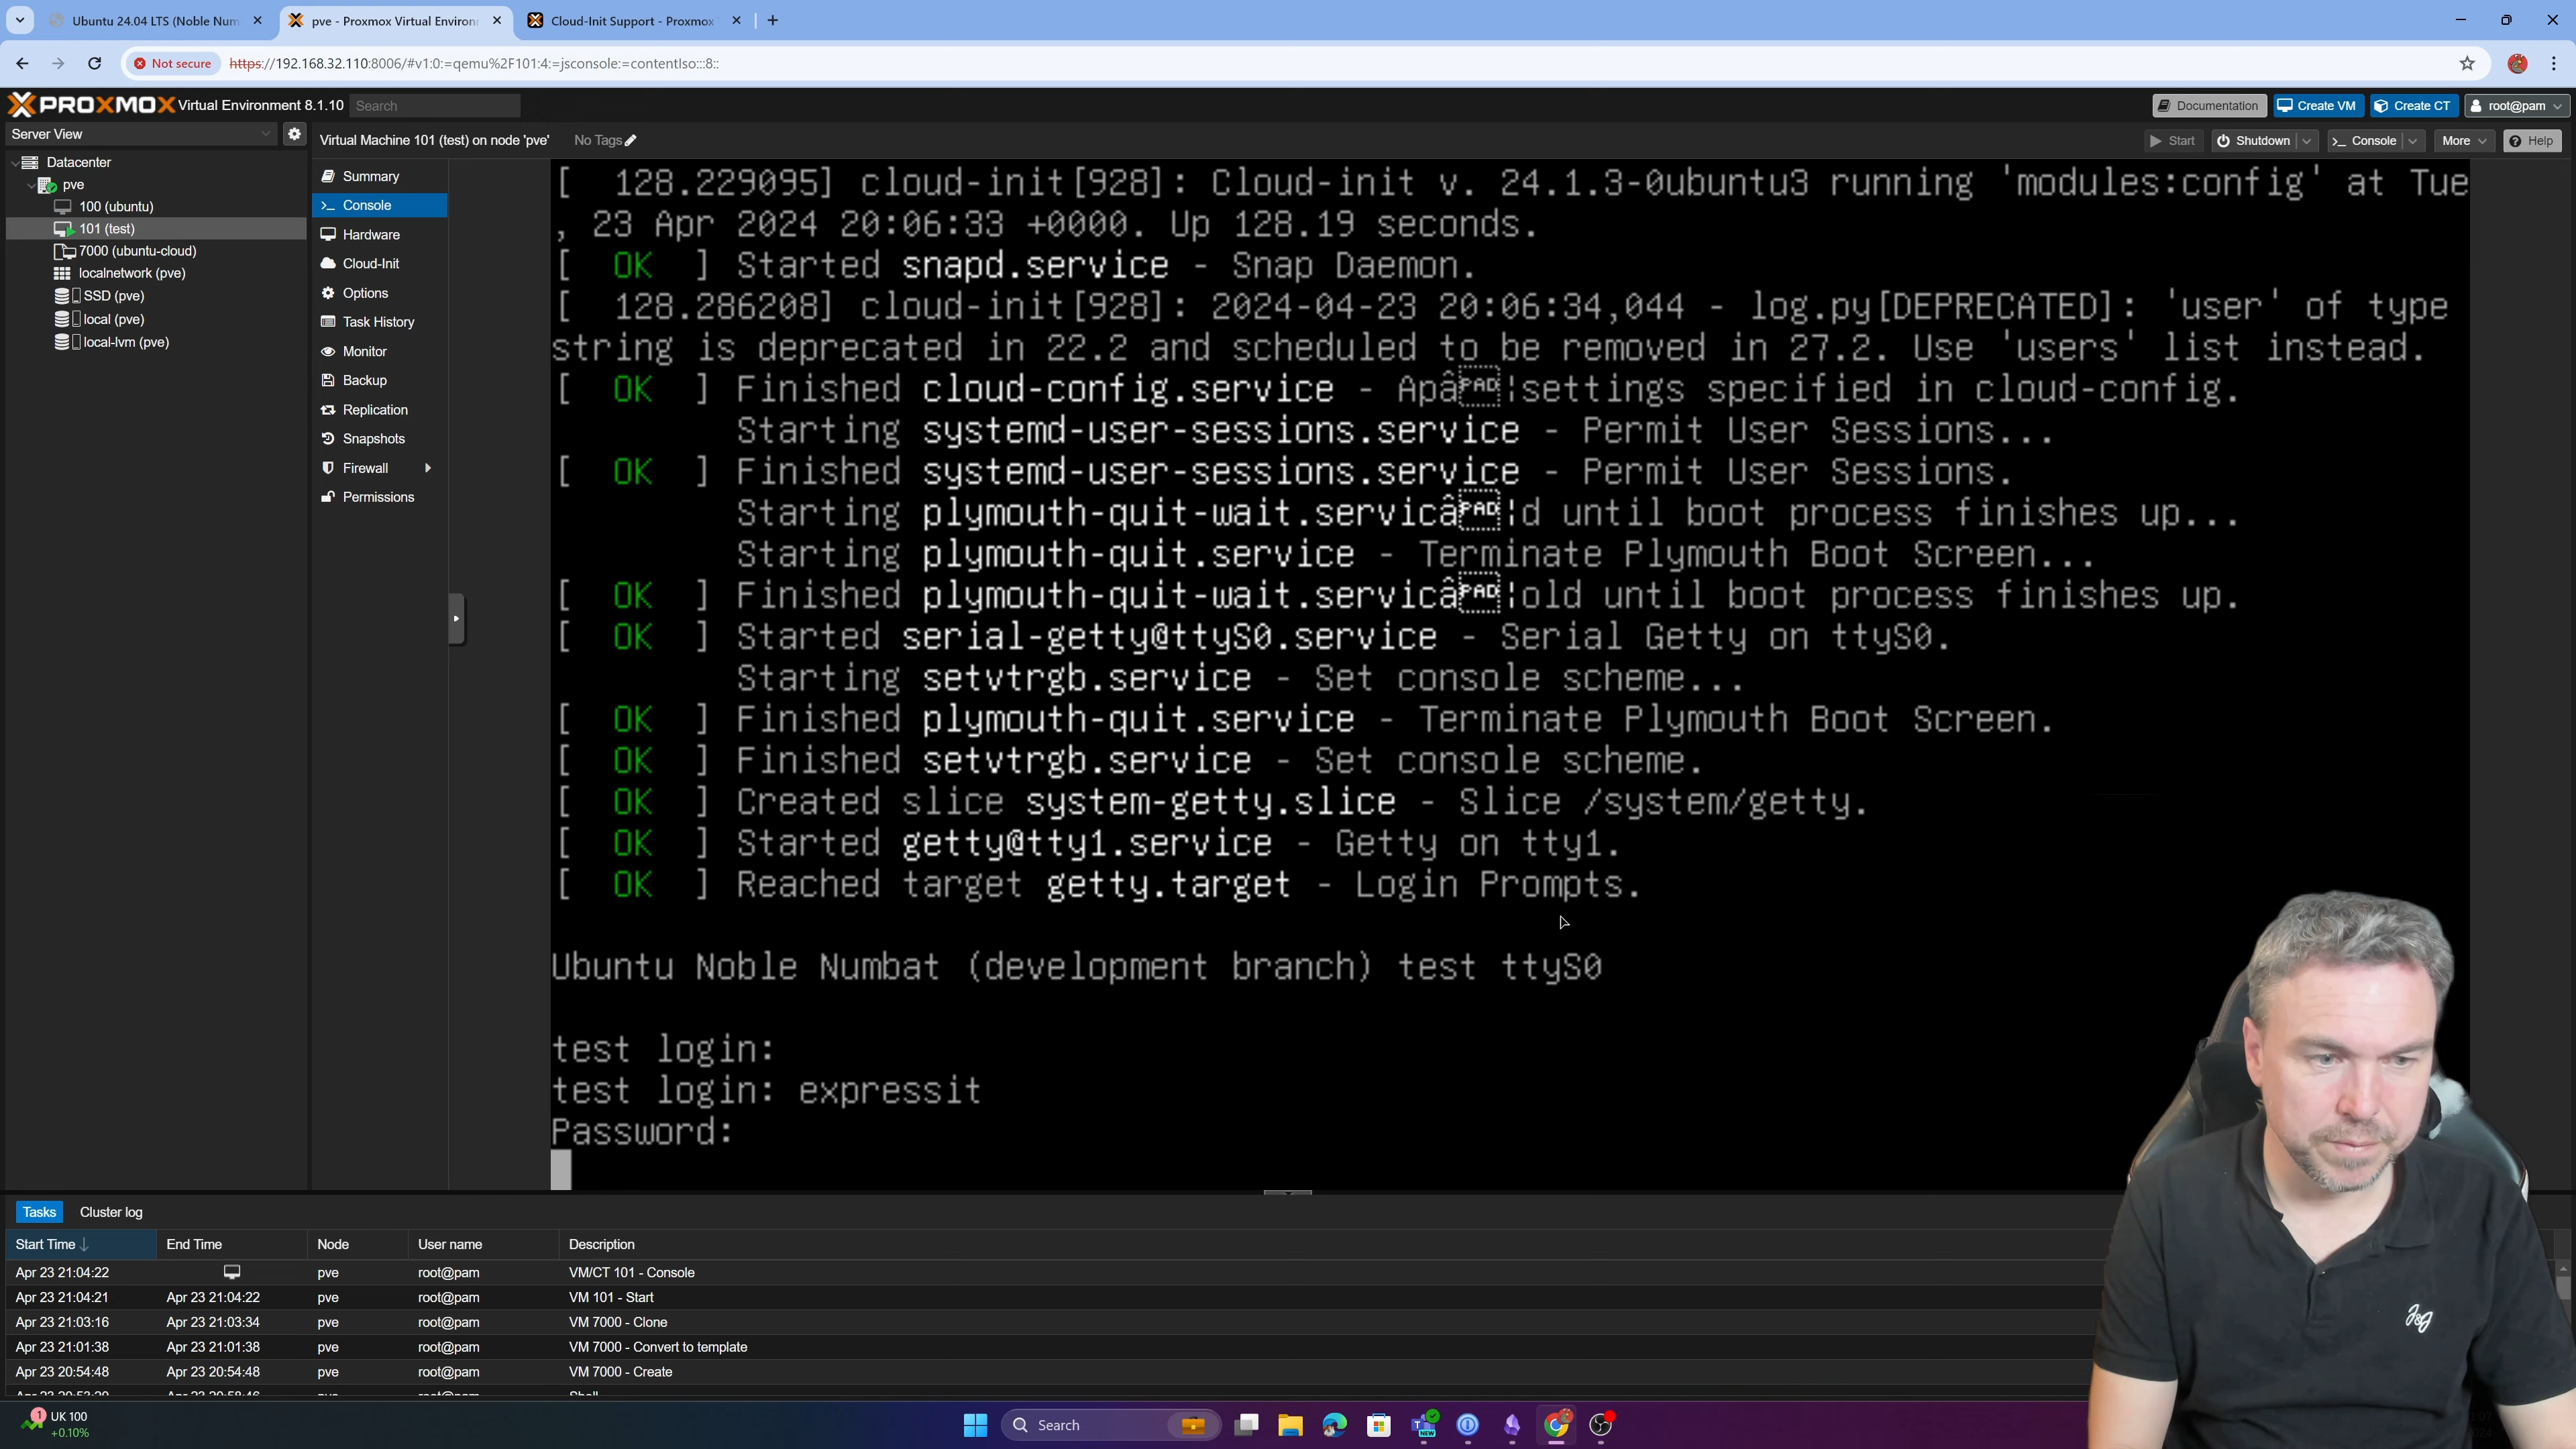 Ubuntu 24.04 LTS (Noble Num
pve - Proxmox Virtual Environ
Cloud-Init Support - Proxmox
Not secure https://192.168.32.110:8006/#v1:0:=qemu%2F101:4:=jsconsole:=contentIso:::8::
PROXMOX Virtual Environment 8.1.10 Search
Documentation Create VM Create CT root@pam
Server View
Virtual Machine 101 (test) on node 'pve' No Tags
Start Shutdown Console More Help
Datacenter
pve
100 (ubuntu)
101 (test)
7000 (ubuntu-cloud)
localnetwork (pve)
SSD (pve)
local (pve)
local-lvm (pve)
Summary
Console
Hardware
Cloud-Init
Options
Task History
Monitor
Backup
Replication
Snapshots
Firewall
Permissions
[  128.229095] cloud-init[928]: Cloud-init v. 24.1.3-0ubuntu3 running 'modules:config' at Tue
, 23 Apr 2024 20:06:33 +0000. Up 128.19 seconds.
[  OK  ] Started snapd.service - Snap Daemon.
[  128.286208] cloud-init[928]: 2024-04-23 20:06:34,044 - log.py[DEPRECATED]: 'user' of type
string is deprecated in 22.2 and scheduled to be removed in 27.2. Use 'users' list instead.
[  OK  ] Finished cloud-config.service - Apâ PAD ¦settings specified in cloud-config.
Starting systemd-user-sessions.service - Permit User Sessions...
[  OK  ] Finished systemd-user-sessions.service - Permit User Sessions.
Starting plymouth-quit-wait.servicâ PAD ¦d until boot process finishes up...
Starting plymouth-quit.service - Terminate Plymouth Boot Screen...
[  OK  ] Finished plymouth-quit-wait.servicâ PAD ¦old until boot process finishes up.
[  OK  ] Started serial-getty@ttyS0.service - Serial Getty on ttyS0.
Starting setvtrgb.service - Set console scheme...
[  OK  ] Finished plymouth-quit.service - Terminate Plymouth Boot Screen.
[  OK  ] Finished setvtrgb.service - Set console scheme.
[  OK  ] Created slice system-getty.slice - Slice /system/getty.
[  OK  ] Started getty@tty1.service - Getty on tty1.
[  OK  ] Reached target getty.target - Login Prompts.
Ubuntu Noble Numbat (development branch) test ttyS0
test login:
test login: expressit
Password:
Tasks Cluster log
Start Time End Time Node User name Description
Apr 23 21:04:22 pve root@pam VM/CT 101 - Console
Apr 23 21:04:21 Apr 23 21:04:22 pve root@pam VM 101 - Start
Apr 23 21:03:16 Apr 23 21:03:34 pve root@pam VM 7000 - Clone
Apr 23 21:01:38 Apr 23 21:01:38 pve root@pam VM 7000 - Convert to template
Apr 23 20:54:48 Apr 23 20:54:48 pve root@pam VM 7000 - Create
J&J
1
UK 100
+0.10%
Search
NEW